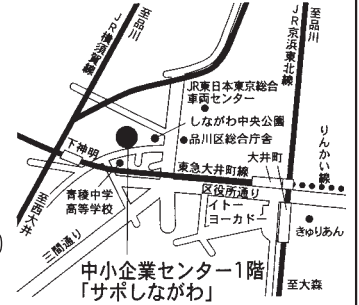 至品川
JR横須賀線
至品川
JR京浜東北線
JR東日本東京総合
車両センター
しながわ中央公園
品川区総合庁舎
りんかい線
下神明
大井町
東急大井町線
区役所通り
青稜中学
高等学校
イトー
ヨーカドー
至西大井
三間通り
きゅりあん
至大森
中小企業センター1階
「サポしながわ」
)